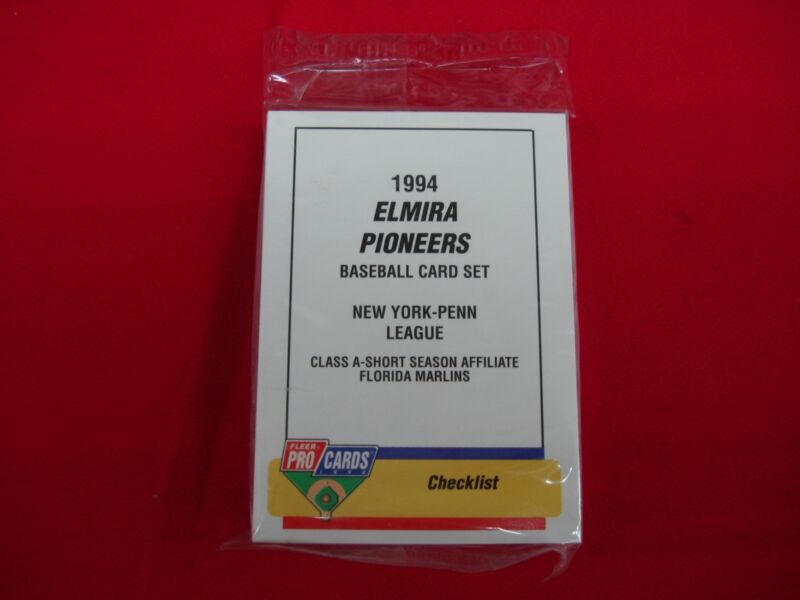 1994
ELMIRA
PIONEERS
BASEBALL CARD SET
NEW YORK-PENN
LEAGUE
CLASS A-SHORT SEASON AFFILIATE
FLORIDA MARLINS
FLEER
PRO CARDS
1994
Checklist